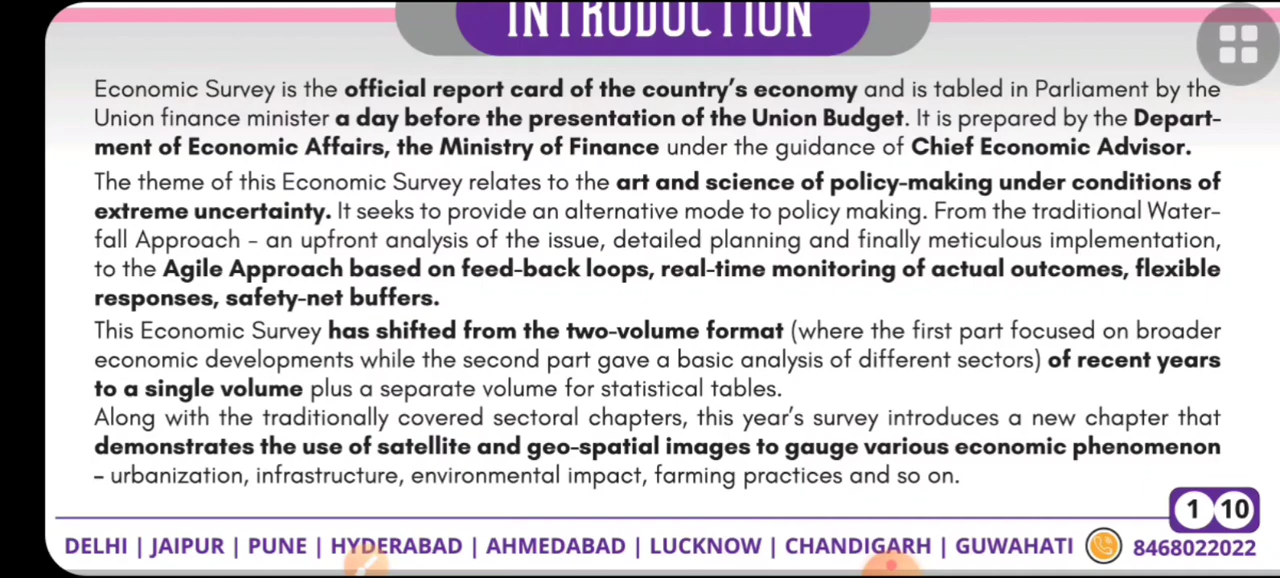 INTRODUCTION
Economic Survey is the official report card of the country's economy and is tabled in Parliament by the
Union finance minister a day before the presentation of the Union Budget. It is prepared by the Depart-
ment of Economic Affairs, the Ministry of Finance under the guidance of Chief Economic Advisor.
The theme of this Economic Survey relates to the art and science of policy-making under conditions of
extreme uncertainty. It seeks to provide an alternative mode to policy making. From the traditional Water-
fall Approach - an upfront analysis of the issue, detailed planning and finally meticulous implementation,
to the Agile Approach based on feed-back loops, real-time monitoring of actual outcomes, flexible
responses, safety-net buffers.
This Economic Survey has shifted from the two-volume format (where the first part focused on broader
economic developments while the second part gave a basic analysis of different sectors) of recent years
to a single volume plus a separate volume for statistical tables.
Along with the traditionally covered sectoral chapters, this year's survey introduces a new chapter that
demonstrates the use of satellite and geo-spatial images to gauge various economic phenomenon
– urbanization, infrastructure, environmental impact, farming practices and so on.
1 10
DELHI | JAIPUR | PUNE | HYDERABAD | AHMEDABAD | LUCKNOW | CHANDIGARH | GUWAHATI 8468022022